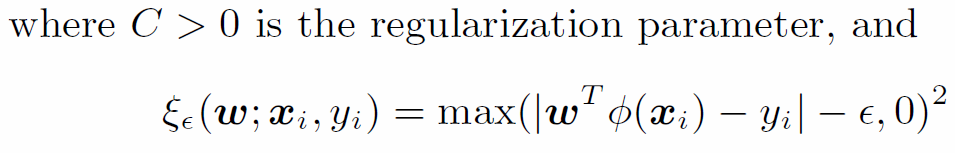 where C > 0 is the regularization parameter, and
ξ_ϵ(w; x_i, y_i) = max(|w^T ϕ(x_i) − y_i| − ϵ, 0)^2